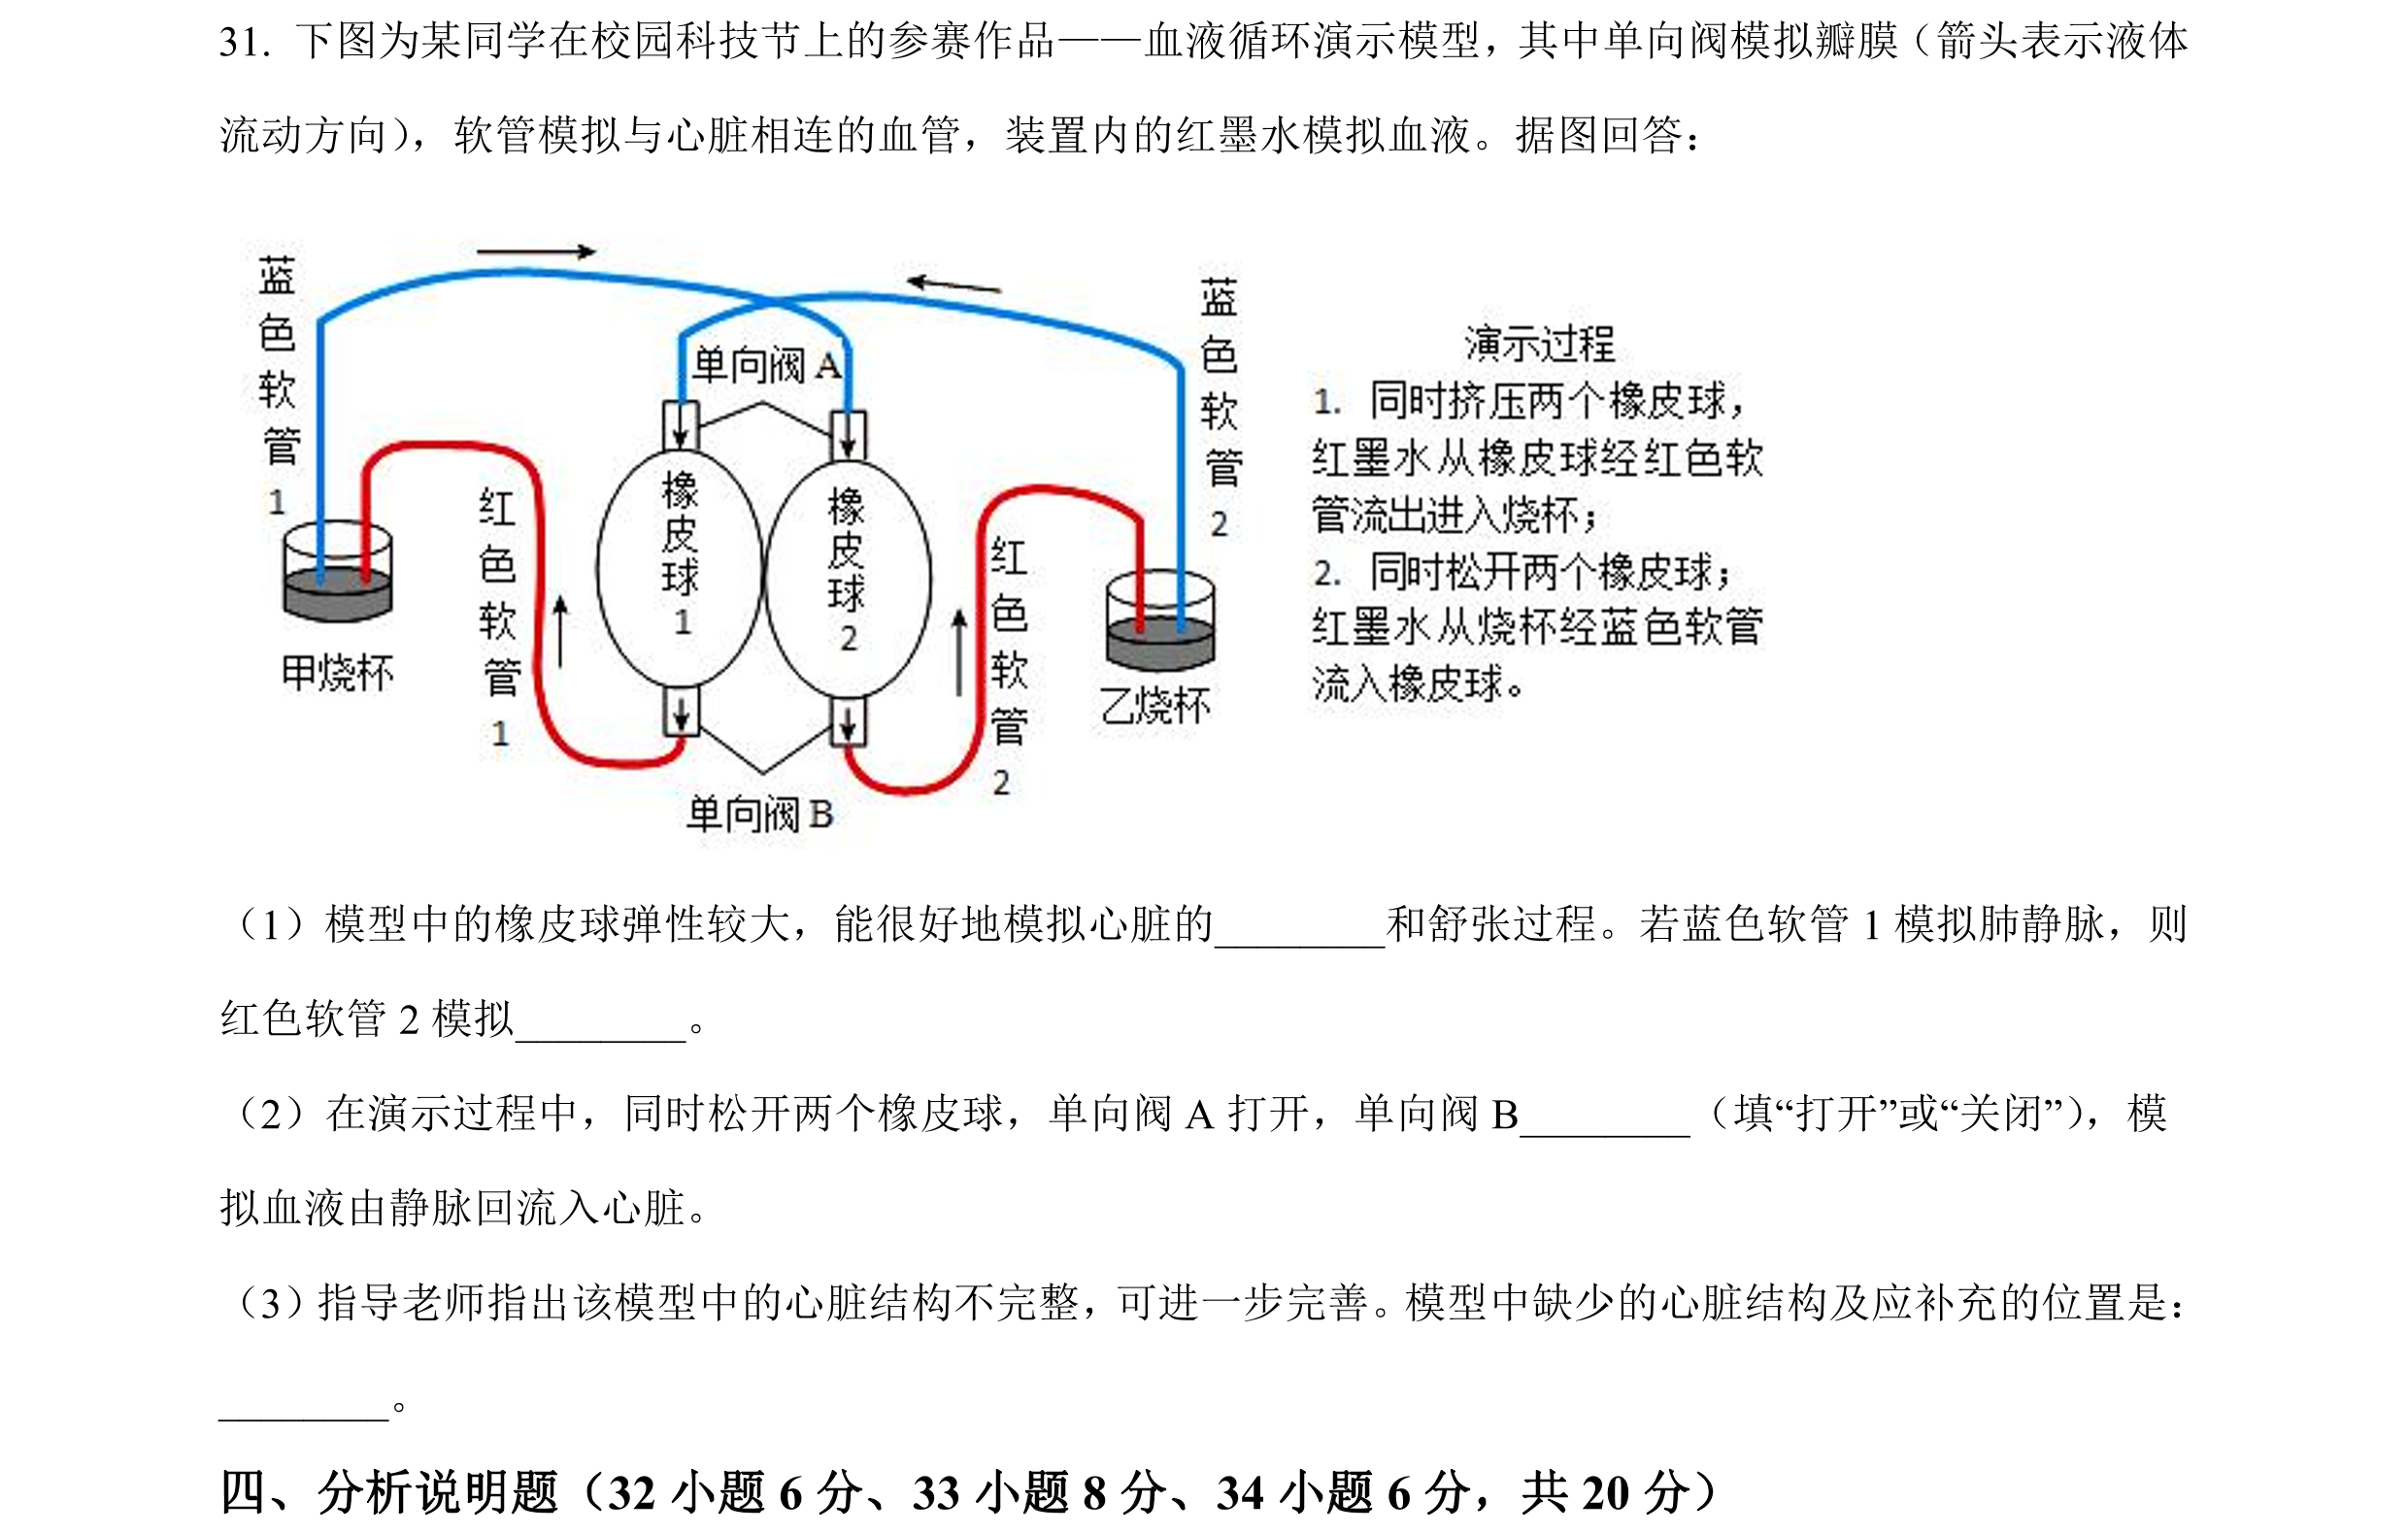 31. 下图为某同学在校园科技节上的参赛作品——血液循环演示模型，其中单向阀模拟瓣膜（箭头表示液体
流动方向），软管模拟与心脏相连的血管，装置内的红墨水模拟血液。据图回答：
蓝色软管1
红色软管1
甲烧杯
单向阀 A
橡皮球1
橡皮球2
单向阀 B
红色软管2
蓝色软管2
乙烧杯
演示过程
1. 同时挤压两个橡皮球，
红墨水从橡皮球经红色软
管流出进入烧杯；
2. 同时松开两个橡皮球；
红墨水从烧杯经蓝色软管
流入橡皮球。
（1）模型中的橡皮球弹性较大，能很好地模拟心脏的________和舒张过程。若蓝色软管 1 模拟肺静脉，则
红色软管 2 模拟________。
（2）在演示过程中，同时松开两个橡皮球，单向阀 A 打开，单向阀 B________（填“打开”或“关闭”），模
拟血液由静脉回流入心脏。
（3）指导老师指出该模型中的心脏结构不完整，可进一步完善。模型中缺少的心脏结构及应补充的位置是：
________。
四、分析说明题（32 小题 6 分、33 小题 8 分、34 小题 6 分，共 20 分）